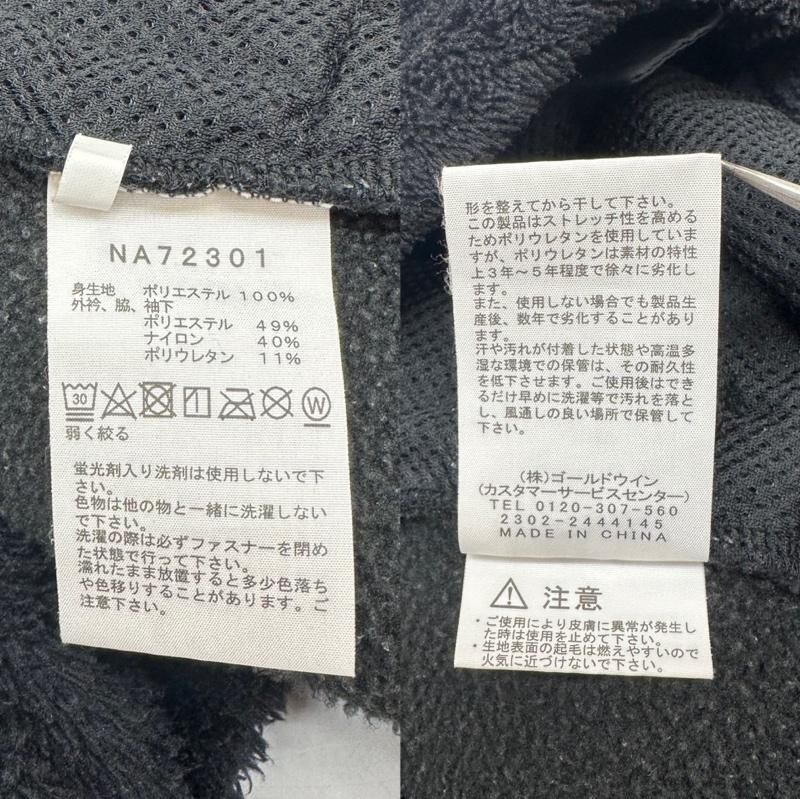 NA72301
身生地 ポリエステル 100%
外衿、脇、袖下
ポリエステル 49%
ナイロン 40%
ポリウレタン 11%
30 W
弱く絞る
蛍光剤入り洗剤は使用しないで下
さい。
色物は他の物と一緒に洗濯しない
で下さい。
洗濯の際は必ずファスナーを閉め
た状態で行って下さい。
濡れたまま放置すると多少色落ち
や色移りすることがあります。ご
注意下さい。
形を整えてから干して下さい。
この製品はストレッチ性を高める
ためポリウレタンを使用していま
すが、ポリウレタンは素材の特性
上3年～5年程度で徐々に劣化し
ます。
また、使用しない場合でも製品生
産後、数年で劣化することがあり
ます。
汗や汚れが付着した状態や高温多
湿な環境での保管は、その耐久性
を低下させます。ご使用後はでき
るだけ早めに洗濯等で汚れを落と
し、風通しの良い場所で保管して
下さい。
(株)ゴールドウイン
(カスタマーサービスセンター)
TEL 0120-307-560
2302-2444145
MADE IN CHINA
注意
・ご使用により皮膚に異常が発生し
た時は使用を止めて下さい。
・生地表面の起毛は燃えやすいので
火気に近づけないで下さい。